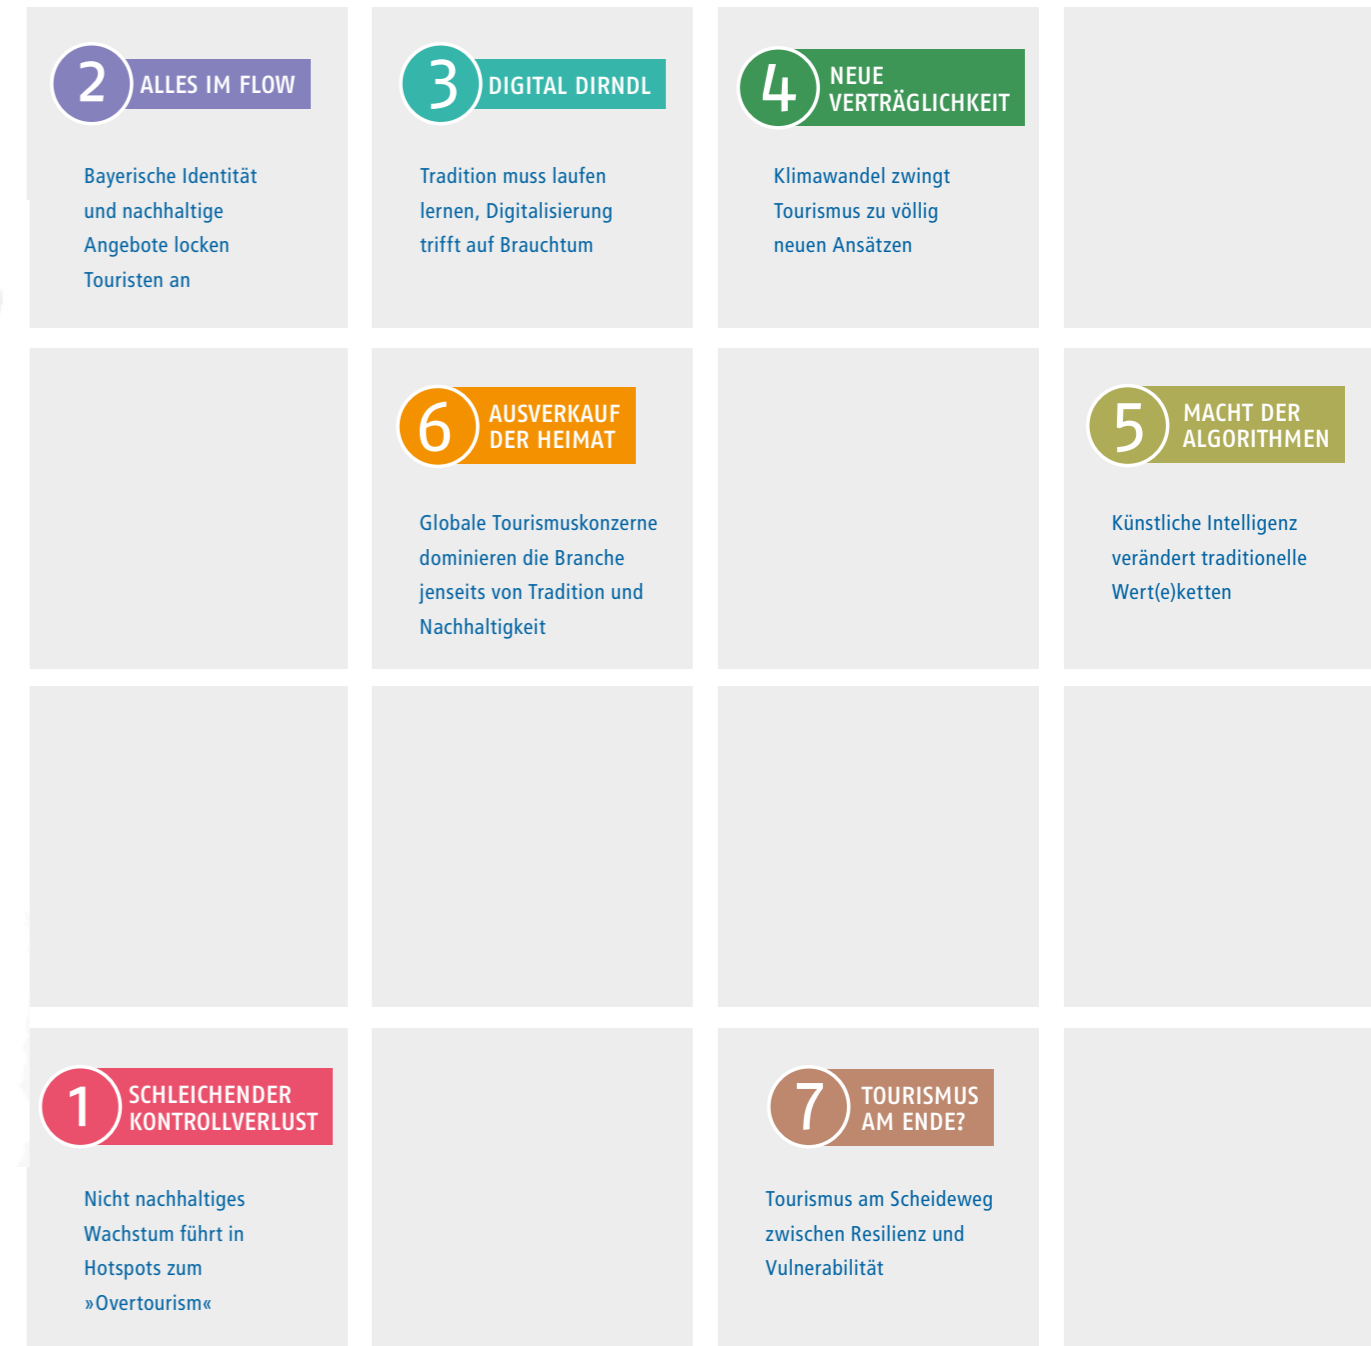 2
ALLES IM FLOW
Bayerische Identität
und nachhaltige
Angebote locken
Touristen an
3
DIGITAL DIRNDL
Tradition muss laufen
lernen, Digitalisierung
trifft auf Brauchtum
4
NEUE
VERTRÄGLICHKEIT
Klimawandel zwingt
Tourismus zu völlig
neuen Ansätzen
6
AUSVERKAUF
DER HEIMAT
Globale Tourismuskonzerne
dominieren die Branche
jenseits von Tradition und
Nachhaltigkeit
5
MACHT DER
ALGORITHMEN
Künstliche Intelligenz
verändert traditionelle
Wert(e)ketten
1
SCHLEICHENDER
KONTROLLVERLUST
Nicht nachhaltiges
Wachstum führt in
Hotspots zum
»Overtourism«
7
TOURISMUS
AM ENDE?
Tourismus am Scheideweg
zwischen Resilienz und
Vulnerabilität